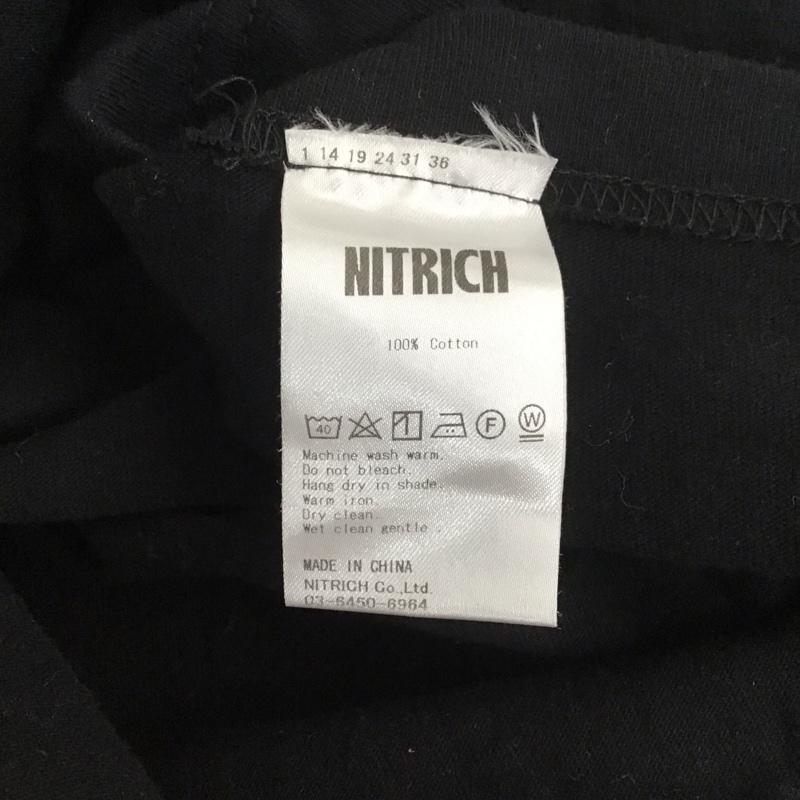 1 14 19 24 31 36
NITRICH
100% Cotton
40 F W
Machine wash warm.
Do not bleach.
Hang dry in shade.
Warm iron.
Dry clean.
Wet clean gentle .
MADE IN CHINA
NITRICH Co.,Ltd.
03-6450-6964